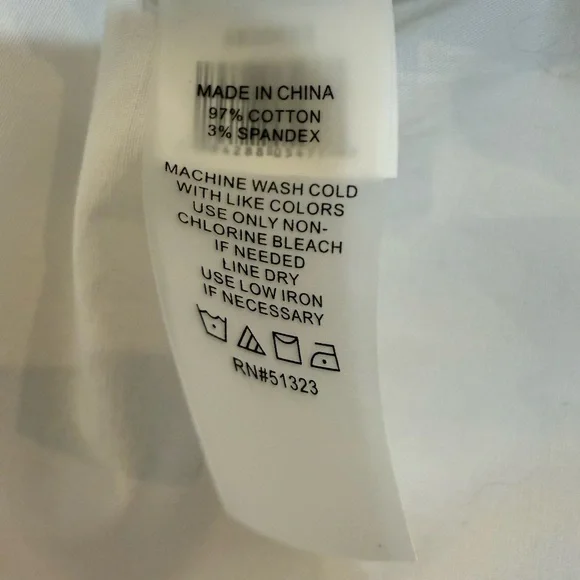 MADE IN CHINA
97% COTTON
3% SPANDEX
MACHINE WASH COLD
WITH LIKE COLORS
USE ONLY NON-
CHLORINE BLEACH
IF NEEDED
LINE DRY
USE LOW IRON
IF NECESSARY
RN#51323